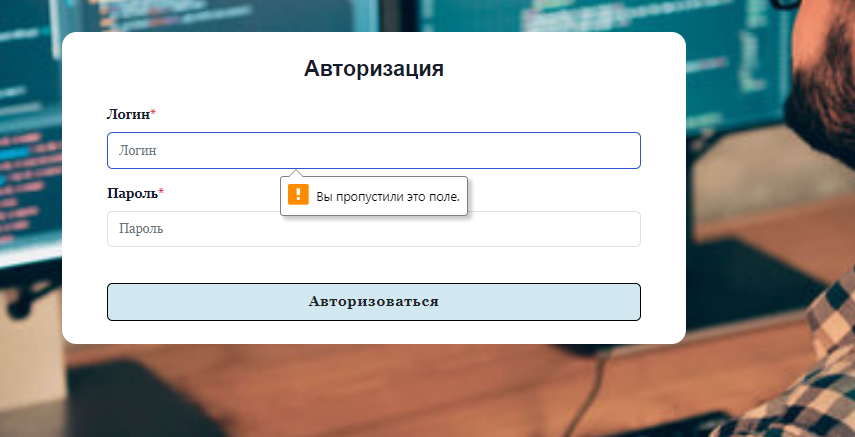 Авторизация
Логин*
Логин
Вы пропустили это поле.
Пароль*
Пароль
Авторизоваться